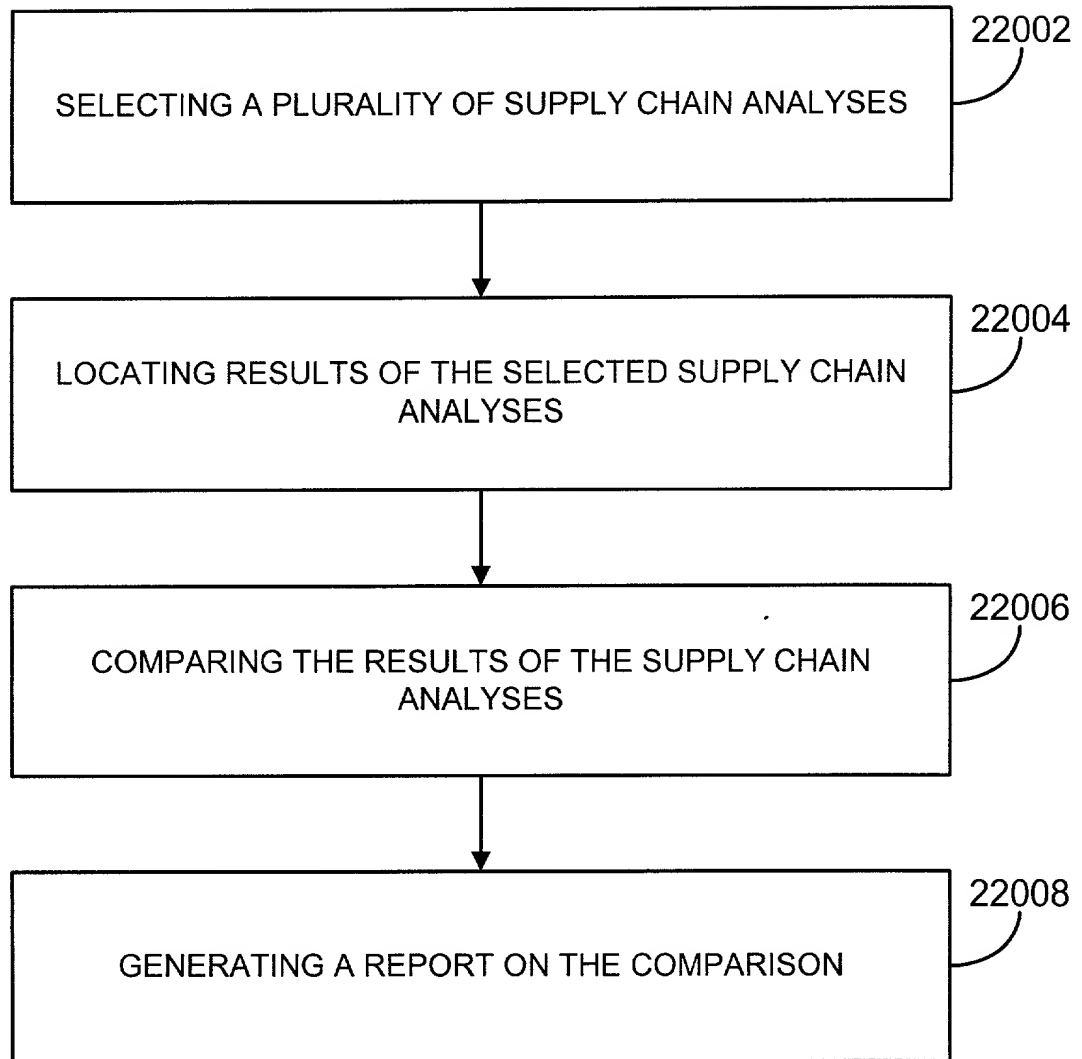 22002
SELECTING A PLURALITY OF SUPPLY CHAIN ANALYSES
22004
LOCATING RESULTS OF THE SELECTED SUPPLY CHAIN
ANALYSES
22006
COMPARING THE RESULTS OF THE SUPPLY CHAIN
ANALYSES
22008
GENERATING A REPORT ON THE COMPARISON